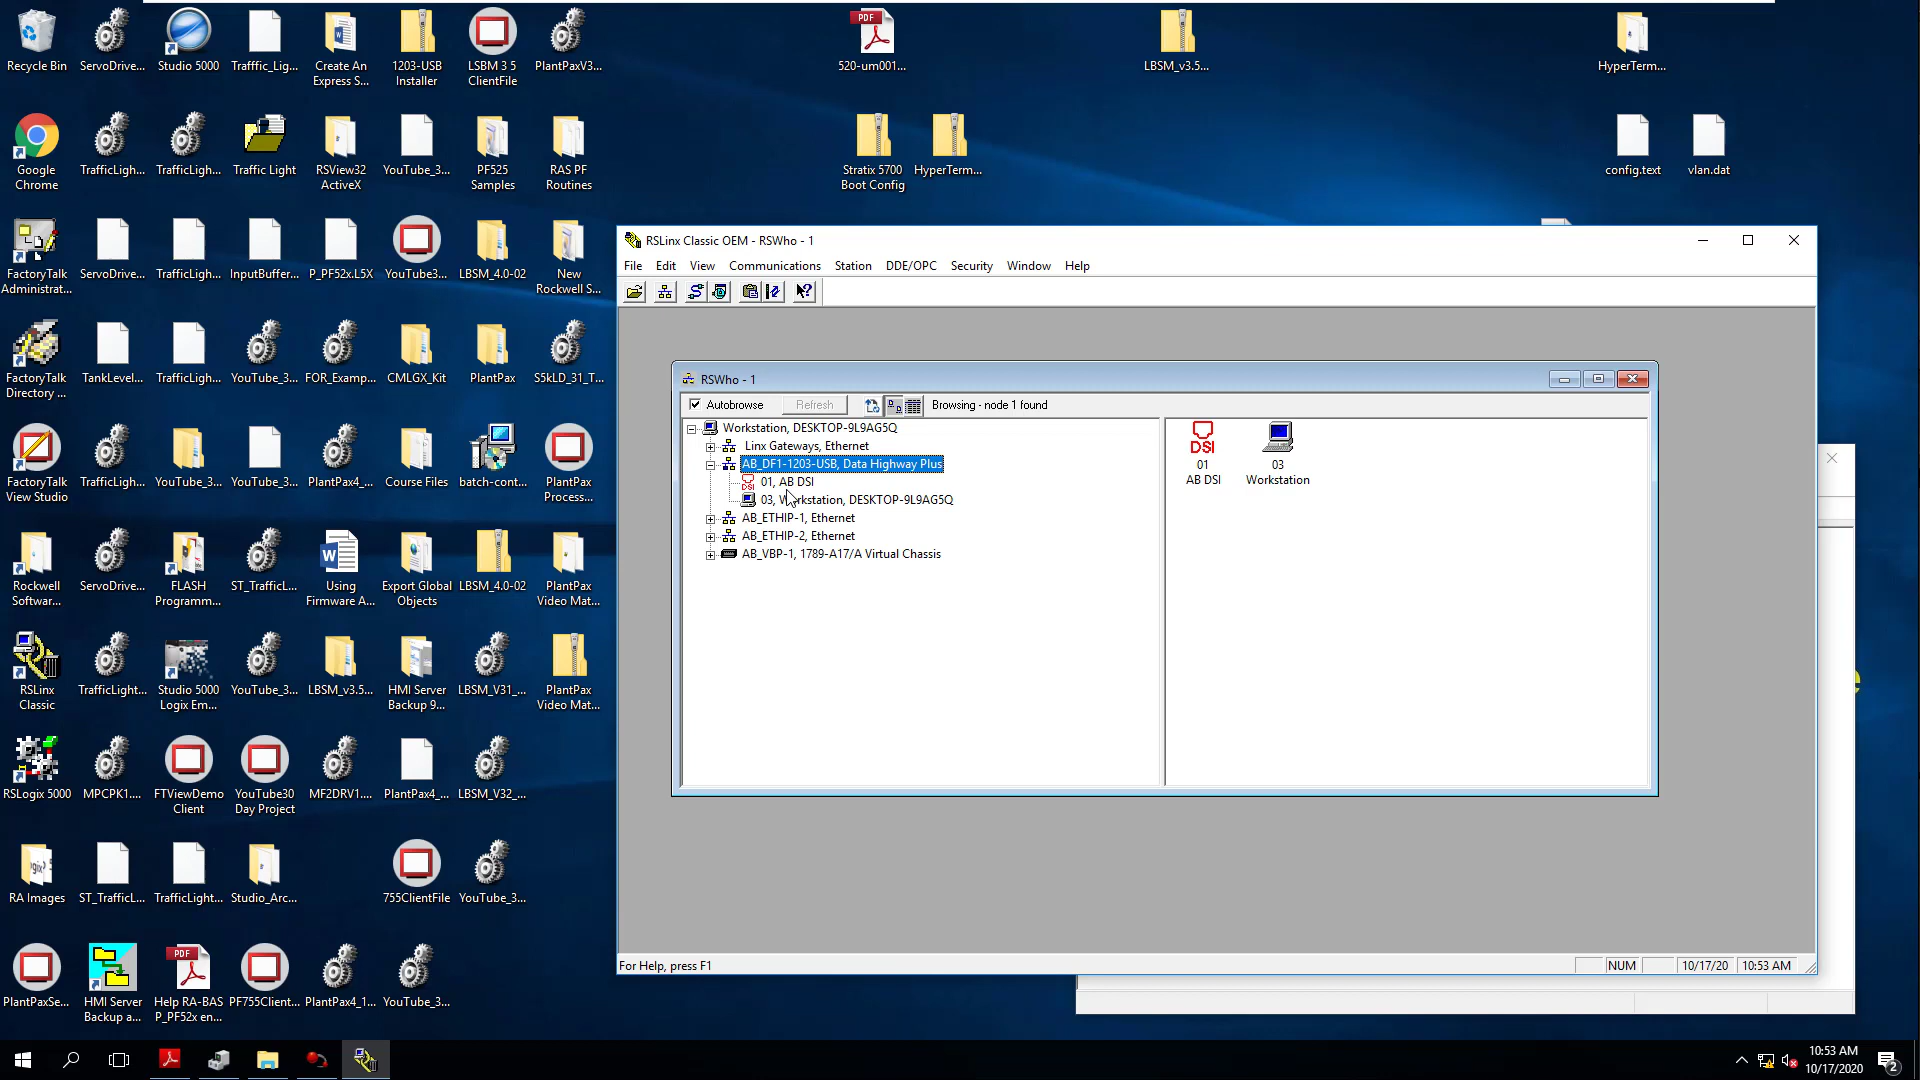 Recycle Bin
ServoDrive...
Studio 5000
Trafffic_Lig...
Create An
Express S...
1203-USB
Installer
LSBM 3 5
ClientFile
PlantPaxV3...
PDF
520-um001...
LBSM_v3.5...
HyperTerm...
Google
Chrome
TrafficLigh...
TrafficLigh...
Traffic Light
RSView32
ActiveX
YouTube_3...
PF525
Samples
RAS PF
Routines
Stratix 5700
Boot Config
HyperTerm...
config.text
vlan.dat
FactoryTalk
Administrat...
ServoDrive...
TrafficLigh...
InputBuffer...
P_PF52x.L5X
YouTube3...
LBSM_4.0-02
New
Rockwell S...
FactoryTalk
Directory ...
TankLevel...
TrafficLigh...
YouTube_3...
FOR_Examp...
CMLGX_Kit
PlantPax
S5kLD_31_T...
FactoryTalk
View Studio
TrafficLigh...
YouTube_3...
YouTube_3...
PlantPax4_...
Course Files
batch-cont...
PlantPax
Process...
Rockwell
Softwar...
ServoDrive...
FLASH
Programm...
ST_TrafficL...
Using
Firmware A...
Export Global
Objects
LBSM_4.0-02
PlantPax
Video Mat...
RSLinx
Classic
TrafficLight...
Studio 5000
Logix Em...
YouTube_3...
LBSM_v3.5...
HMI Server
Backup 9...
LBSM_V31_...
PlantPax
Video Mat...
RSLogix 5000
MPCPK1....
FTViewDemo
Client
YouTube30
Day Project
MF2DRV1....
PlantPax4_...
LBSM_V32_...
RA Images
ST_TrafficL...
TrafficLight...
Studio_Arc...
755ClientFile
YouTube_3...
PlantPaxSe...
HMI Server
Backup a...
PDF
Help RA-BAS
P_PF52x en...
PF755Client...
PlantPax4_1...
YouTube_3...
RSLinx Classic OEM - RSWho - 1
File Edit View Communications Station DDE/OPC Security Window Help
RSWho - 1
Autobrowse
Refresh
Browsing - node 1 found
Workstation, DESKTOP-9L9AG5Q
Linx Gateways, Ethernet
AB_DF1-1203-USB, Data Highway Plus
01, AB DSI
03, Workstation, DESKTOP-9L9AG5Q
AB_ETHIP-1, Ethernet
AB_ETHIP-2, Ethernet
AB_VBP-1, 1789-A17/A Virtual Chassis
DSI
01
AB DSI
03
Workstation
For Help, press F1
NUM
10/17/20
10:53 AM
10:53 AM
10/17/2020
2